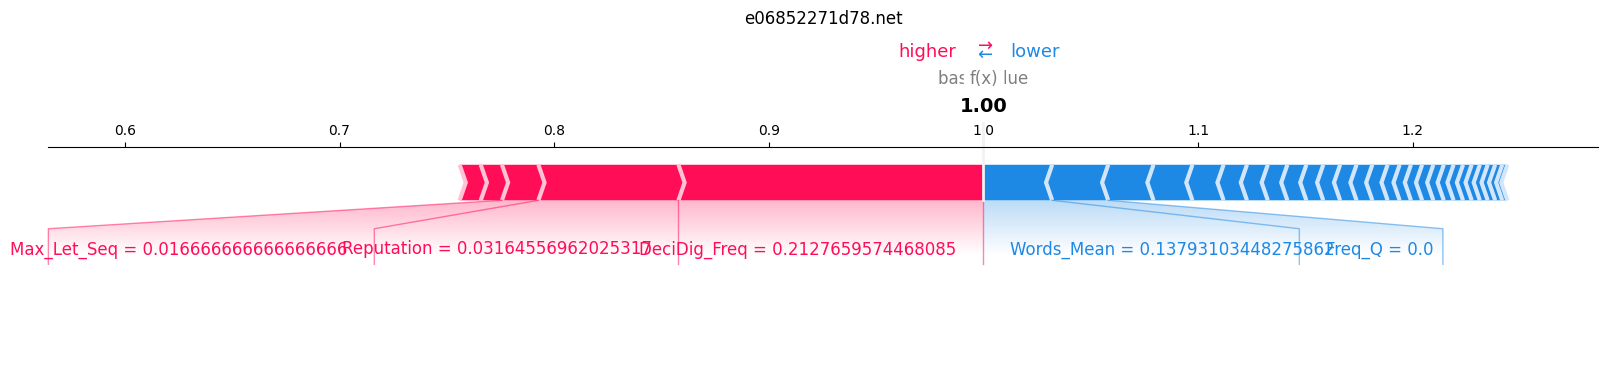 e06852271d78.net
higher ⇄ lower
bas f(x) lue
1.00
0.6 0.7 0.8 0.9 1 0 1.1 1.2
Max_Let_Seq = 0.016666666666666666 Reputation = 0.03164556962025317 DeciDig_Freq = 0.2127659574468085 Words_Mean = 0.13793103448275862 Freq_Q = 0.0